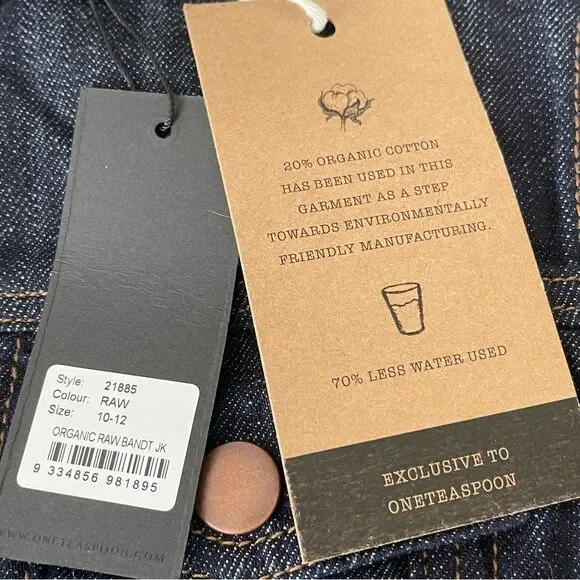 20% ORGANIC COTTON
HAS BEEN USED IN THIS
GARMENT AS A STEP
TOWARDS ENVIRONMENTALLY
FRIENDLY MANUFACTURING.
70% LESS WATER USED
EXCLUSIVE TO
ONETEASPOON
Style: 21885
Colour: RAW
Size: 10-12
ORGANIC RAW BANDT JK
9 334856 981895
WWW.ONETEASPOON.COM